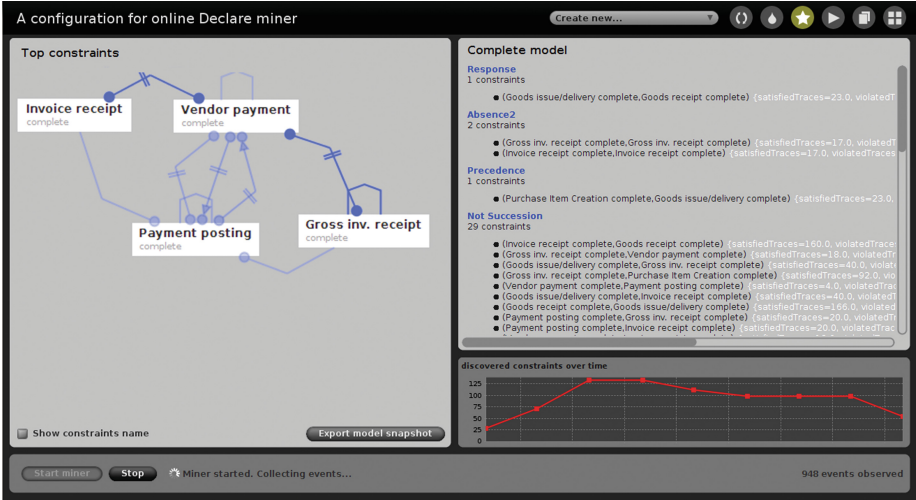 A configuration for online Declare miner
Create new...
Top constraints
Invoice receipt
complete
Vendor payment
complete
Payment posting
complete
Gross inv. receipt
complete
Show constraints name
Export model snapshot
Complete model
Response
1 constraints
(Goods issue/delivery complete,Goods receipt complete) {satisfiedTraces=23.0, violatedT
Absence2
2 constraints
(Gross inv. receipt complete,Gross inv. receipt complete) {satisfiedTraces=17.0, violatedT
(Invoice receipt complete,Invoice receipt complete) {satisfiedTraces=17.0, violatedTraces
Precedence
1 constraints
(Purchase Item Creation complete,Goods issue/delivery complete) {satisfiedTraces=23.0,
Not Succession
29 constraints
(Invoice receipt complete,Goods receipt complete) {satisfiedTraces=160.0, violatedTraces
(Gross inv. receipt complete,Vendor payment complete) {satisfiedTraces=18.0, violatedTr
(Goods issue/delivery complete,Gross inv. receipt complete) {satisfiedTraces=40.0, violate
(Gross inv. receipt complete,Purchase Item Creation complete) {satisfiedTraces=92.0, vio
(Vendor payment complete,Payment posting complete) {satisfiedTraces=4.0, violatedTrac
(Goods issue/delivery complete,Invoice receipt complete) {satisfiedTraces=40.0, violatedT
(Goods receipt complete,Goods issue/delivery complete) {satisfiedTraces=166.0, violated
(Payment posting complete,Gross inv. receipt complete) {satisfiedTraces=20.0, violatedTr
(Payment posting complete,Invoice receipt complete) {satisfiedTraces=20.0, violatedTrac
discovered constraints over time
125
100
75
50
25
0
Start miner
Stop
Miner started. Collecting events...
948 events observed